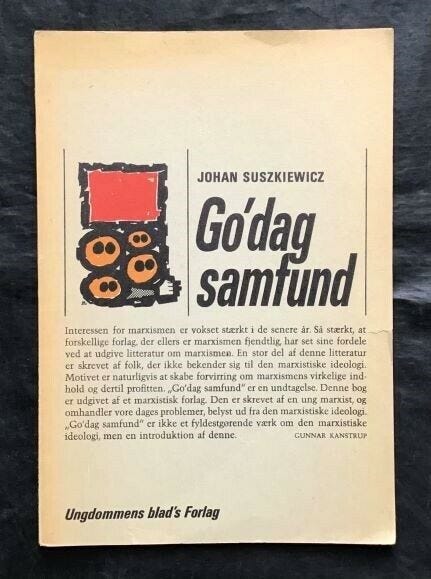 JOHAN SUSZKIEWICZ
Go'dag
samfund
Interessen for marxismen er vokset stærkt i de senere år. Så stærkt, at
forskellige forlag, der ellers er marxismen fjendtlig, har set sine fordele
ved at udgive litteratur om marxismen. En stor del af denne litteratur
er skrevet af folk, der ikke bekender sig til den marxistiske ideologi.
Motivet er naturligvis at skabe forvirring om marxismens virkelige ind-
hold og dertil profitten. „Go'dag samfund" er en undtagelse. Denne bog
er udgivet af et marxistisk forlag. Den er skrevet af en ung marxist, og
omhandler vore dages problemer, belyst ud fra den marxistiske ideologi.
„Go'dag samfund" er ikke et fyldestgørende værk om den marxistiske
ideologi, men en introduktion af denne. GUNNAR KANSTRUP
Ungdommens blad's Forlag